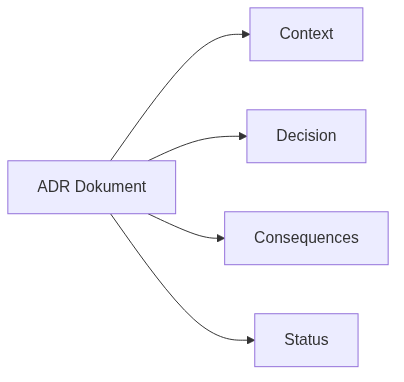 Context
Decision
ADR Dokument
Consequences
Status